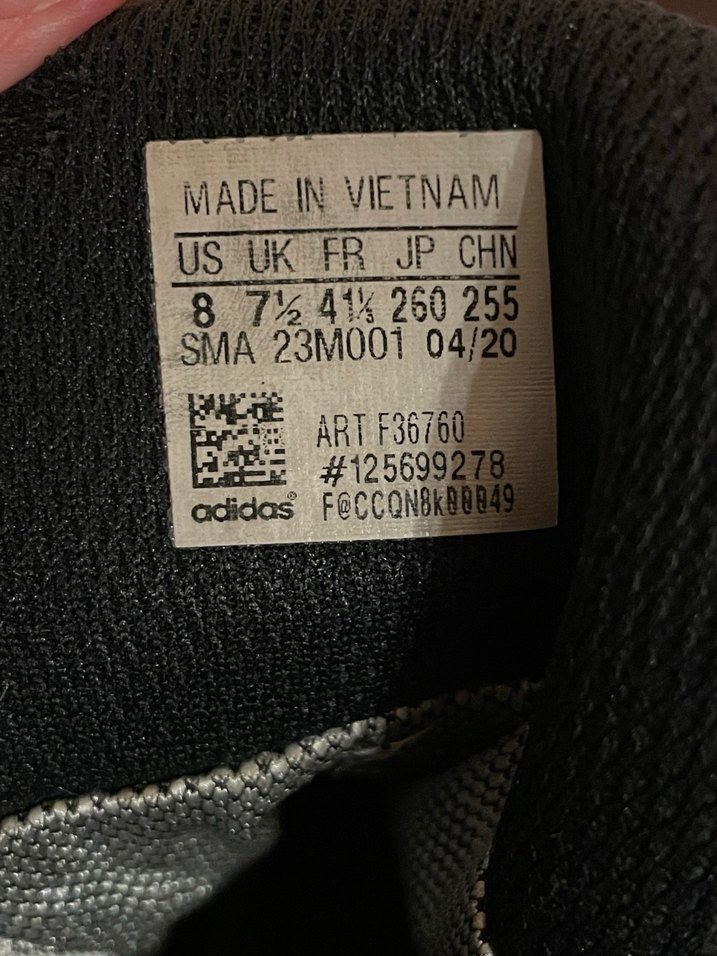 MADE IN VIETNAM
US UK FR JP CHN
8 7½ 41⅓ 260 255
SMA 23M001 04/20
ART F36760
#125699278
adidas®